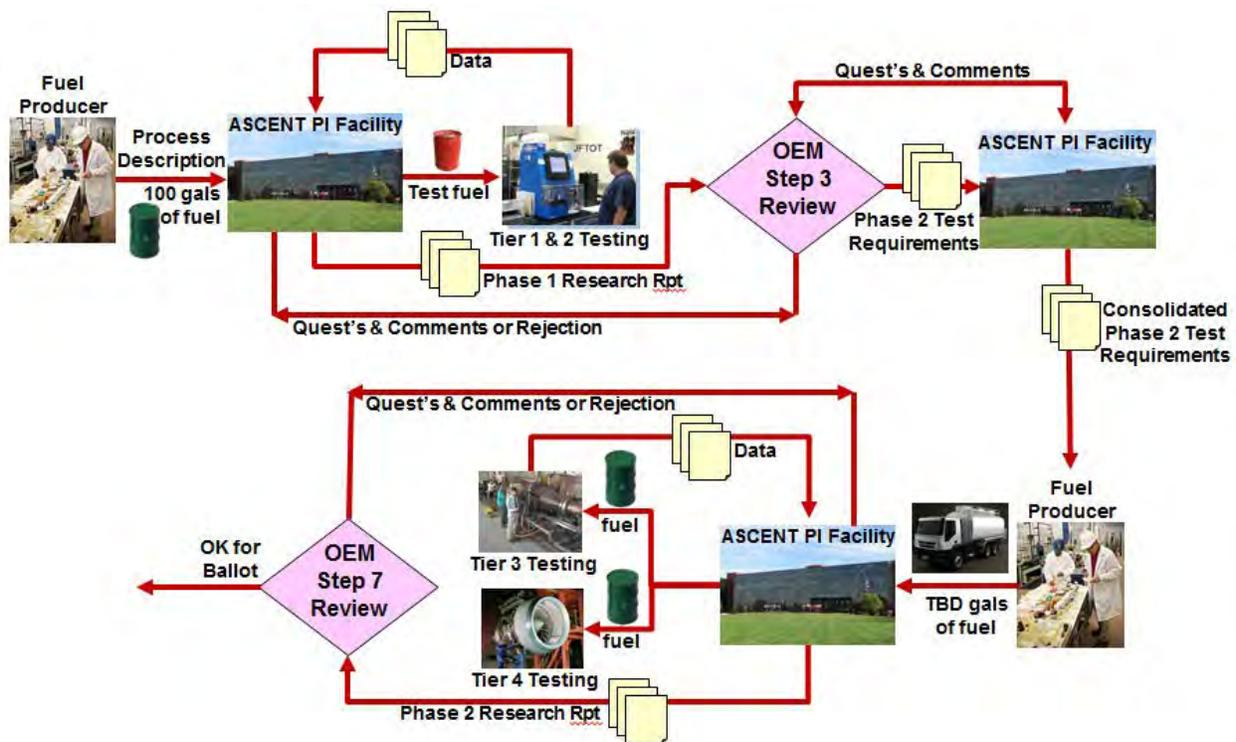 Data
Fuel
Producer
Process
Description
100 gals
of fuel
ASCENT PI Facility
Test fuel
JFTOT
Tier 1 & 2 Testing
Phase 1 Research Rpt
Quest's & Comments or Rejection
Quest's & Comments
OEM
Step 3
Review
Phase 2 Test
Requirements
ASCENT PI Facility
Consolidated
Phase 2 Test
Requirements
Fuel
Producer
TBD gals
of fuel
ASCENT PI Facility
Quest's & Comments or Rejection
Data
fuel
Tier 3 Testing
fuel
Tier 4 Testing
Phase 2 Research Rpt
OEM
Step 7
Review
OK for
Ballot